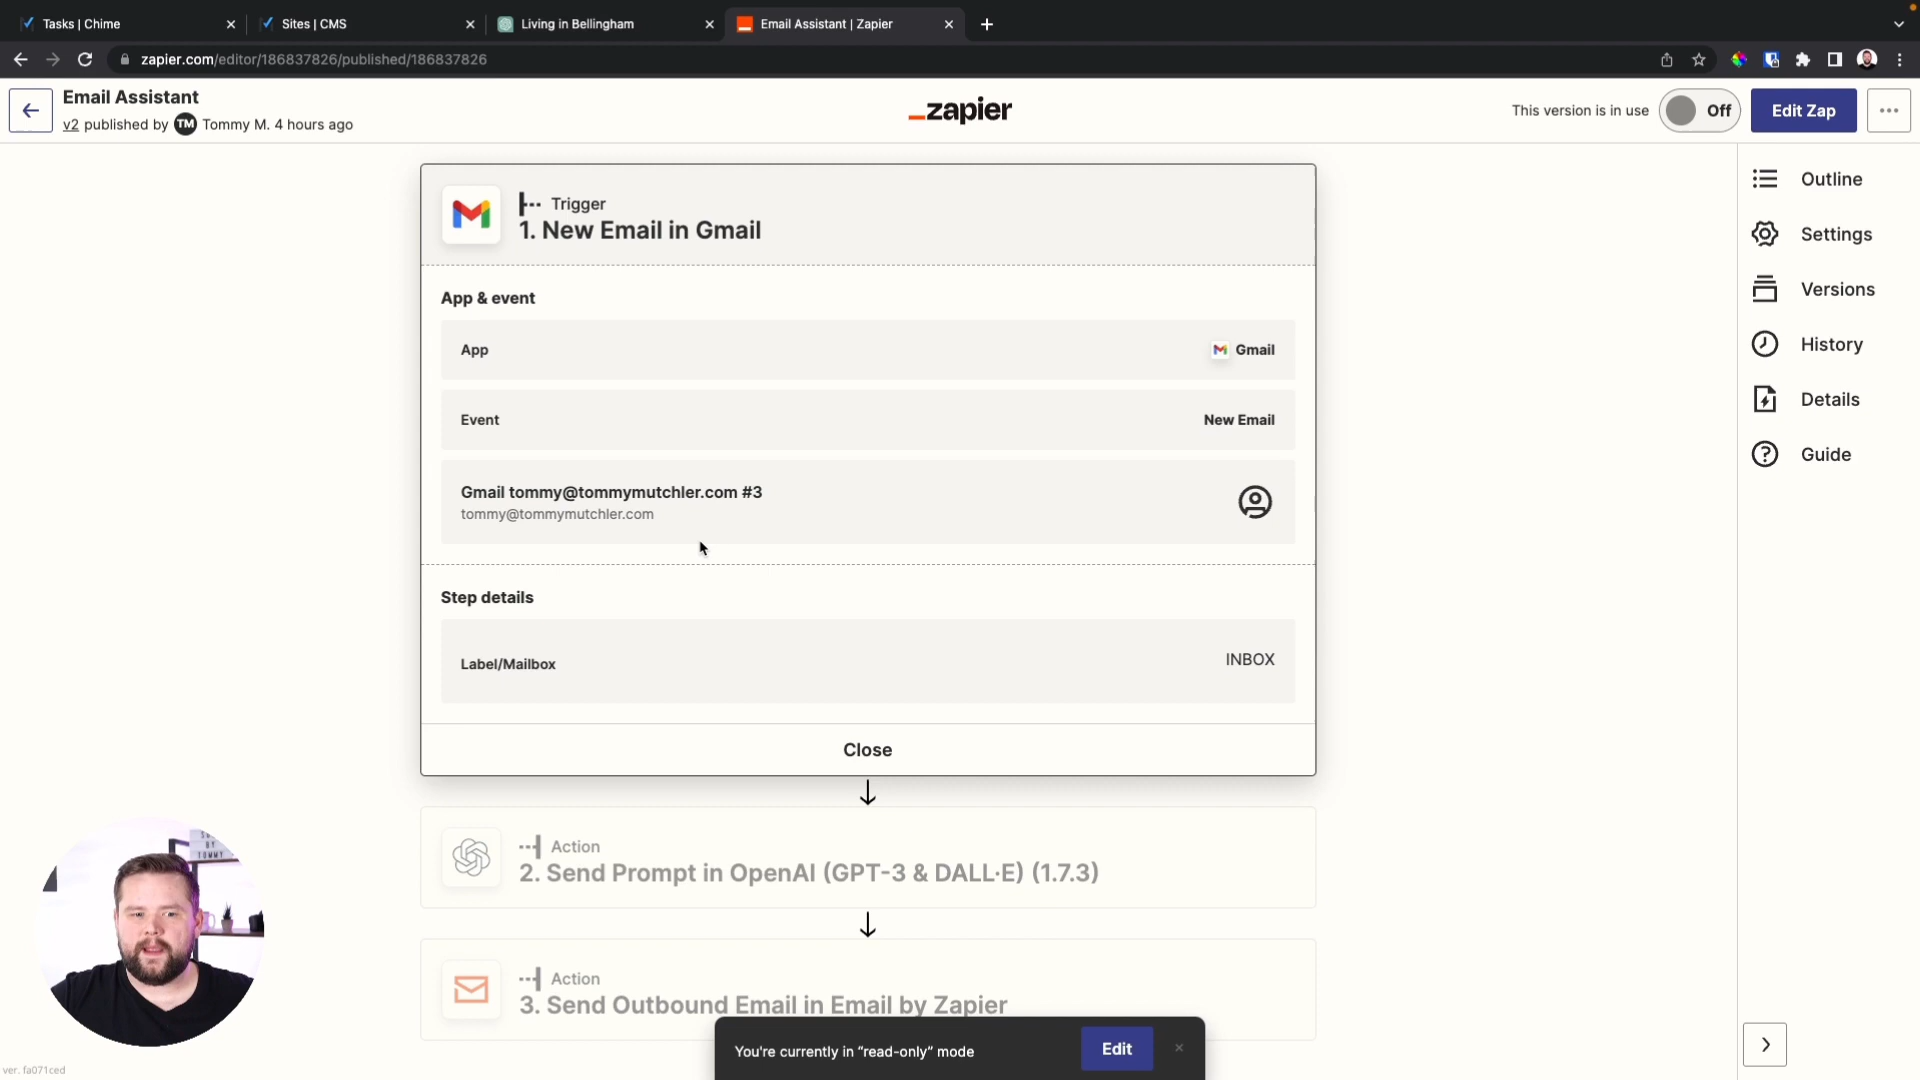 Tasks | Chime
Sites | CMS
Living in Bellingham
Email Assistant | Zapier
zapier.com/editor/186837826/published/186837826
Email Assistant
v2 published by TM Tommy M. 4 hours ago
_zapier
This version is in use
Off
Edit Zap
Trigger
1. New Email in Gmail
App & event
App
Gmail
Event
New Email
Gmail tommy@tommymutchler.com #3
tommy@tommymutchler.com
Step details
Label/Mailbox
INBOX
Close
Action
2. Send Prompt in OpenAI (GPT-3 & DALL·E) (1.7.3)
Action
3. Send Outbound Email in Email by Zapier
You're currently in “read-only” mode
Edit
Outline
Settings
Versions
History
Details
Guide
BY
TOMMY
ver. fa071ced